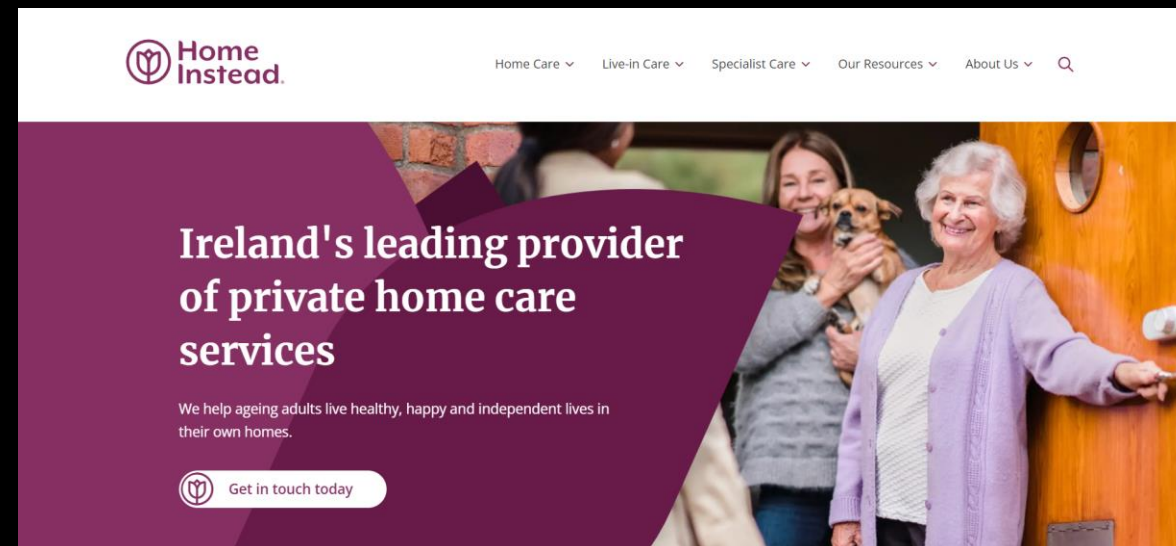 Home
Instead.
Home Care
Live-in Care
Specialist Care
Our Resources
About Us
Ireland's leading provider
of private home care
services
We help ageing adults live healthy, happy and independent lives in
their own homes.
Get in touch today